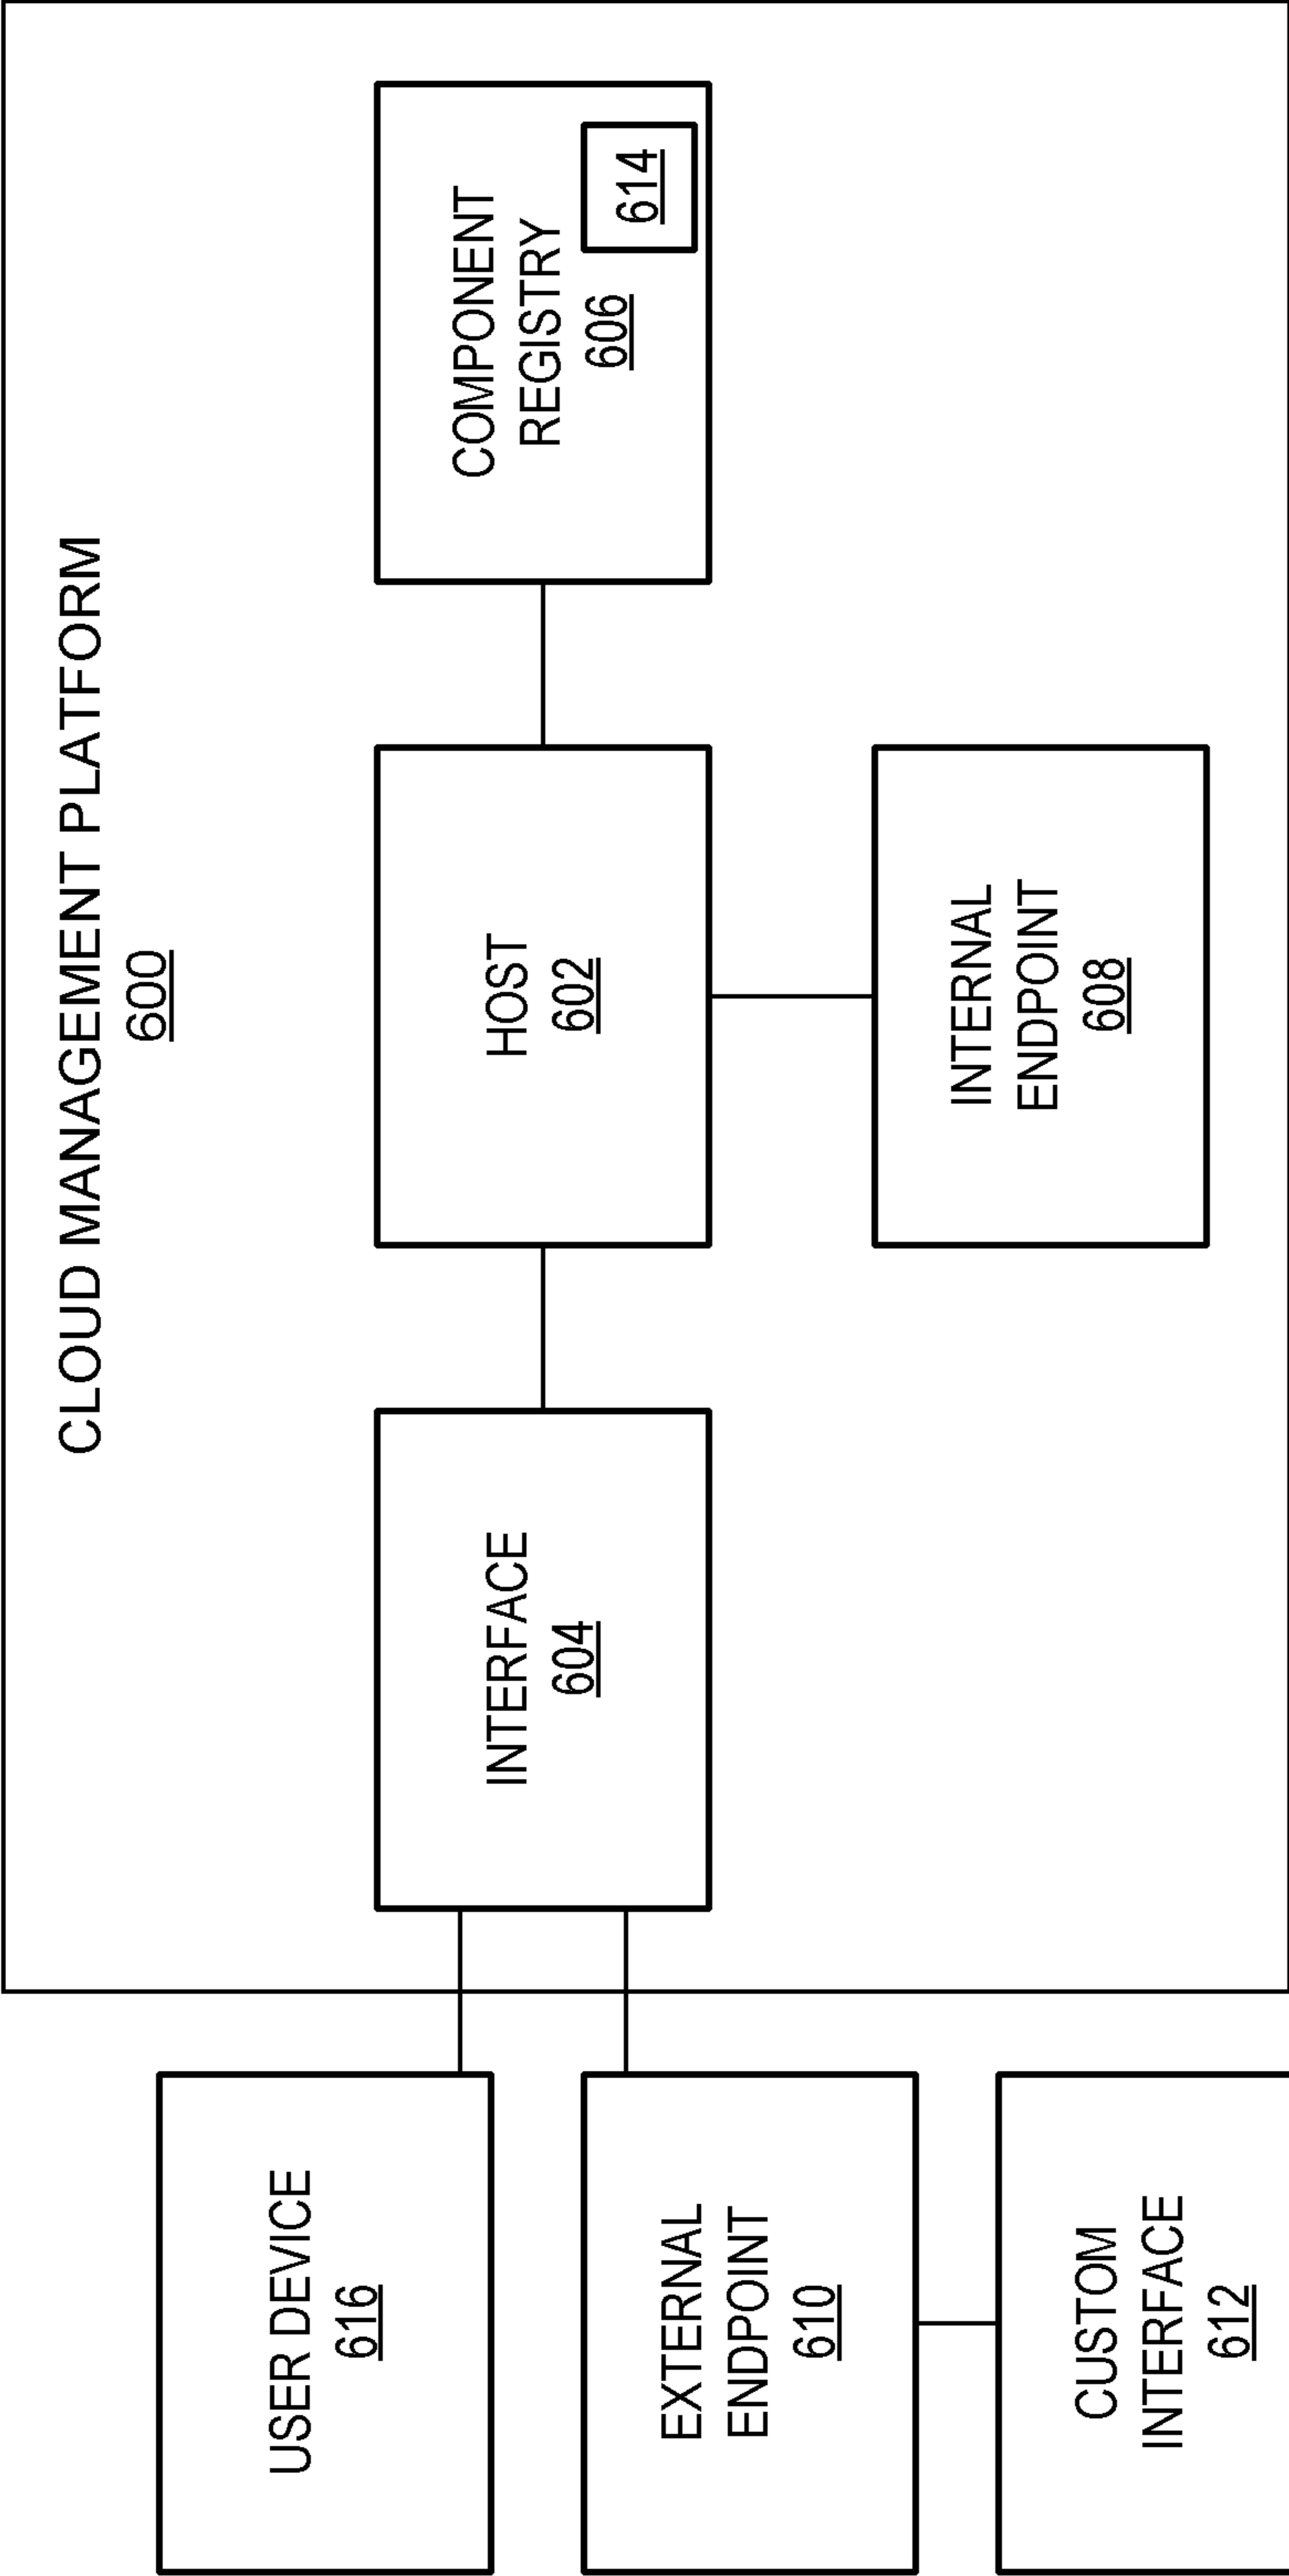 CLOUD MANAGEMENT PLATFORM
600
USER DEVICE
616
INTERFACE
604
HOST
602
COMPONENT
REGISTRY
606
614
EXTERNAL
ENDPOINT
610
INTERNAL
ENDPOINT
608
CUSTOM
INTERFACE
612